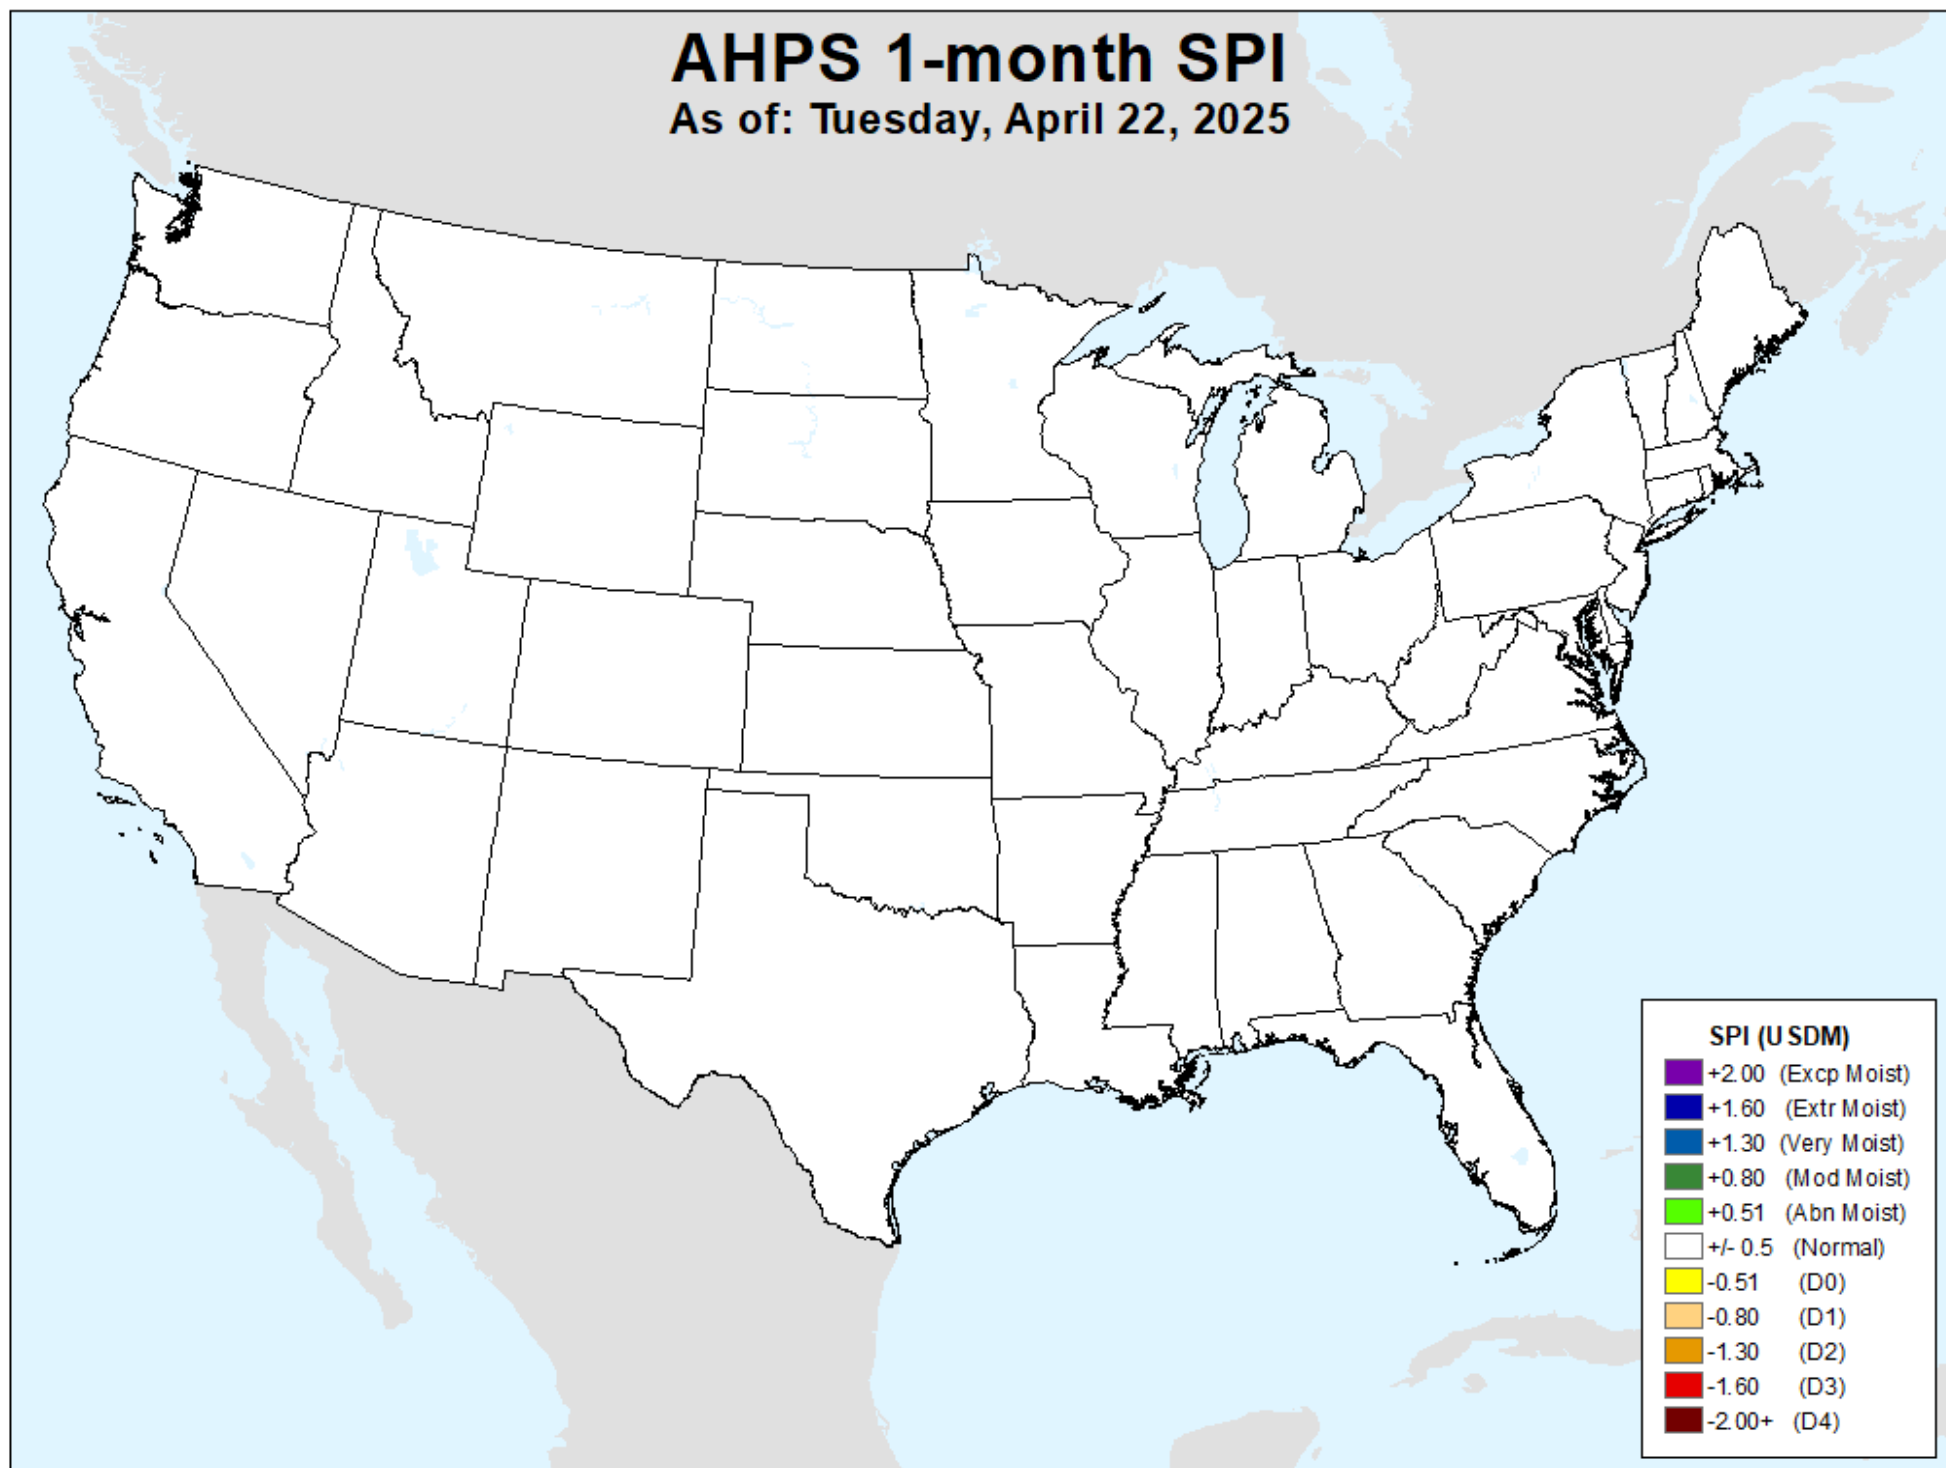 AHPS 1-month SPI
As of: Tuesday, April 22, 2025
SPI (USDM)
+2.00 (Excp Moist)
+1.60 (Extr Moist)
+1.30 (Very Moist)
+0.80 (Mod Moist)
+0.51 (Abn Moist)
+/- 0.5 (Normal)
-0.51 (D0)
-0.80 (D1)
-1.30 (D2)
-1.60 (D3)
-2.00+ (D4)